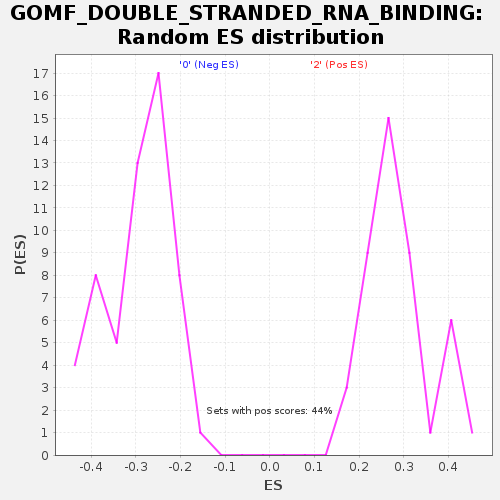 GOMF_DOUBLE_STRANDED_RNA_BINDING:
Random ES distribution
'0' (Neg ES)
'2' (Pos ES)
17
16
15
14
13
12
11
10
9
8
7
6
5
4
3
2
1
0
P(ES)
Sets with pos scores: 44%
-0.4 -0.3 -0.2 -0.1 0.0 0.1 0.2 0.3 0.4
ES